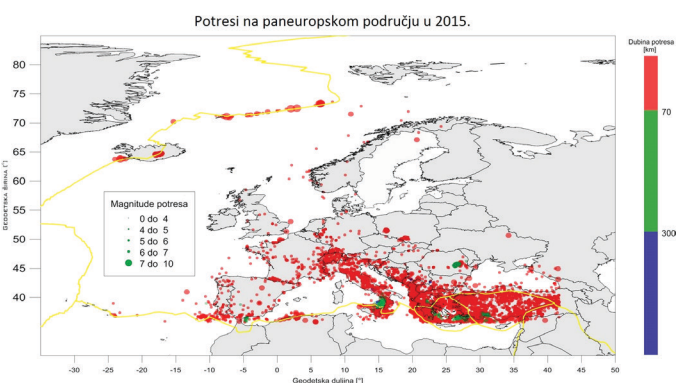 Potresi na paneuropskom području u 2015.
Dubina potresa
[km]
80
75
70
65
60
55
50
45
40
GEODETSKA ŠIRINA [°]
Magnitude potresa
0 do 4
4 do 5
5 do 6
6 do 7
7 do 10
70
300
-30 -25 -20 -15 -10 -5 0 5 10 15 20 25 30 35 40 45 50
Geodetska duljina [°]